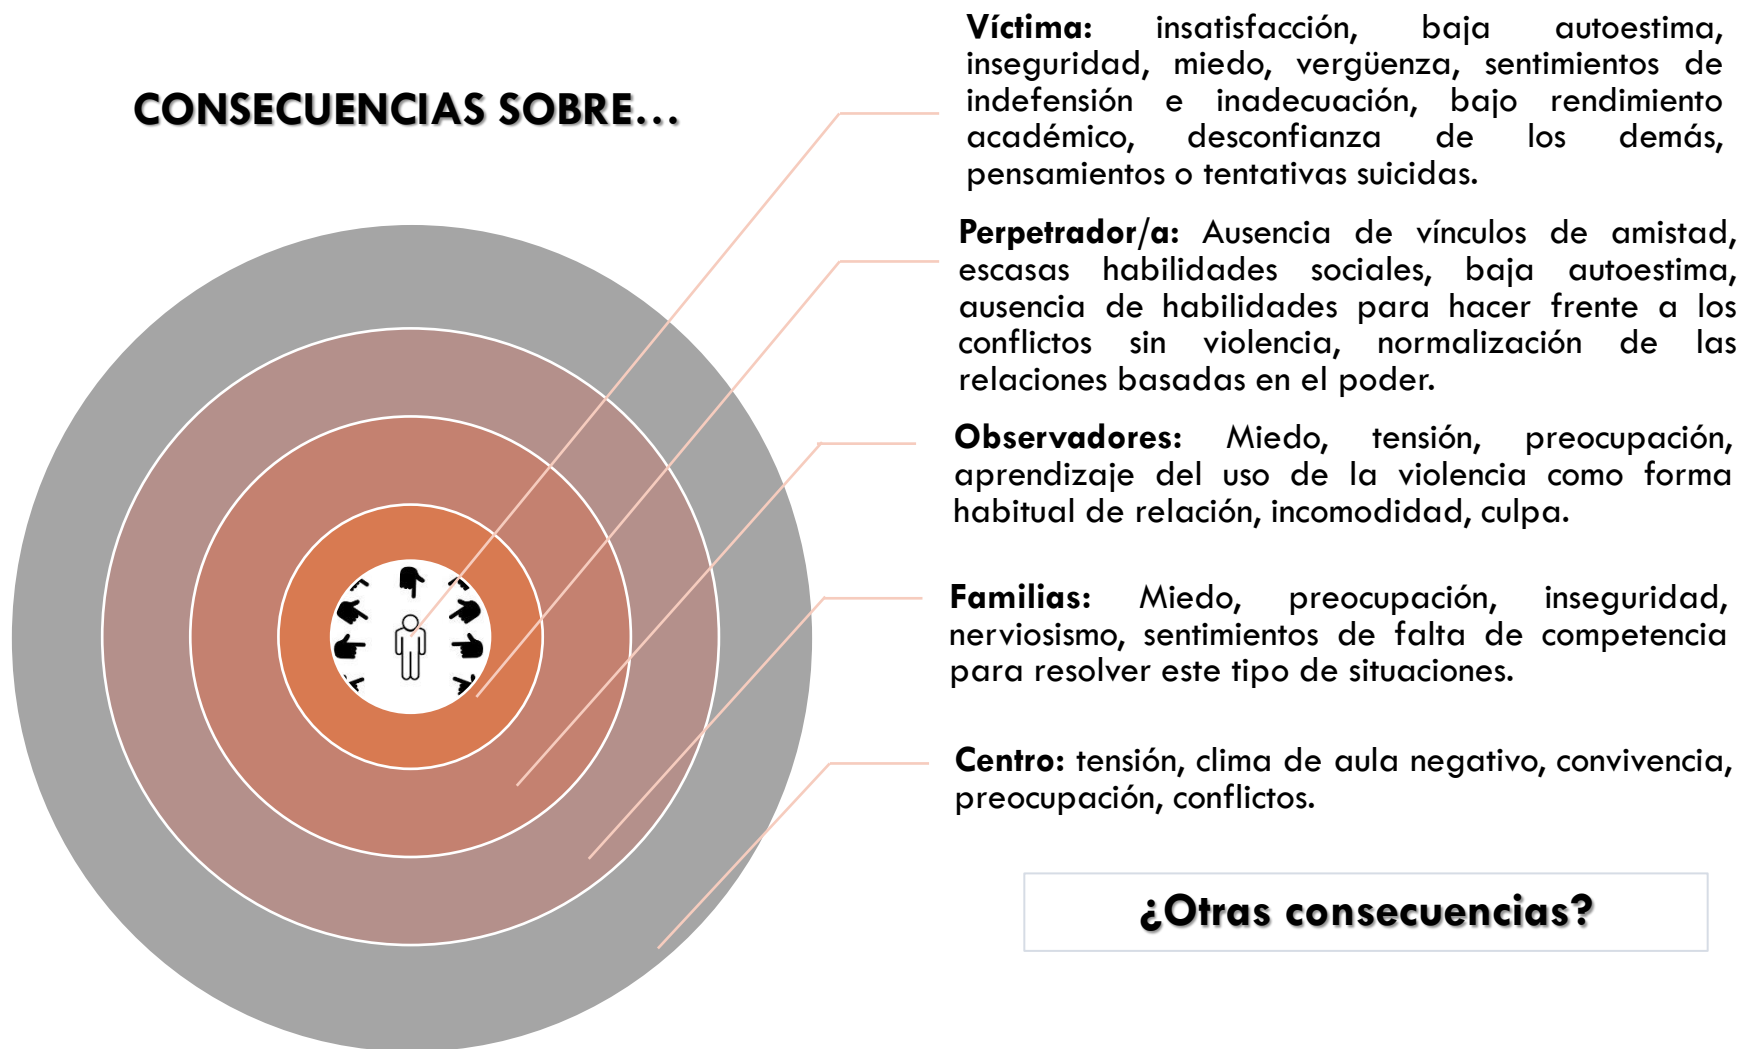 CONSECUENCIAS SOBRE...
Víctima: insatisfacción, baja autoestima,
inseguridad, miedo, vergüenza, sentimientos de
indefensión e inadecuación, bajo rendimiento
académico, desconfianza de los demás,
pensamientos o tentativas suicidas.
Perpetrador/a: Ausencia de vínculos de amistad,
escasas habilidades sociales, baja autoestima,
ausencia de habilidades para hacer frente a los
conflictos sin violencia, normalización de las
relaciones basadas en el poder.
Observadores: Miedo, tensión, preocupación,
aprendizaje del uso de la violencia como forma
habitual de relación, incomodidad, culpa.
Familias: Miedo, preocupación, inseguridad,
nerviosismo, sentimientos de falta de competencia
para resolver este tipo de situaciones.
Centro: tensión, clima de aula negativo, convivencia,
preocupación, conflictos.
¿Otras consecuencias?